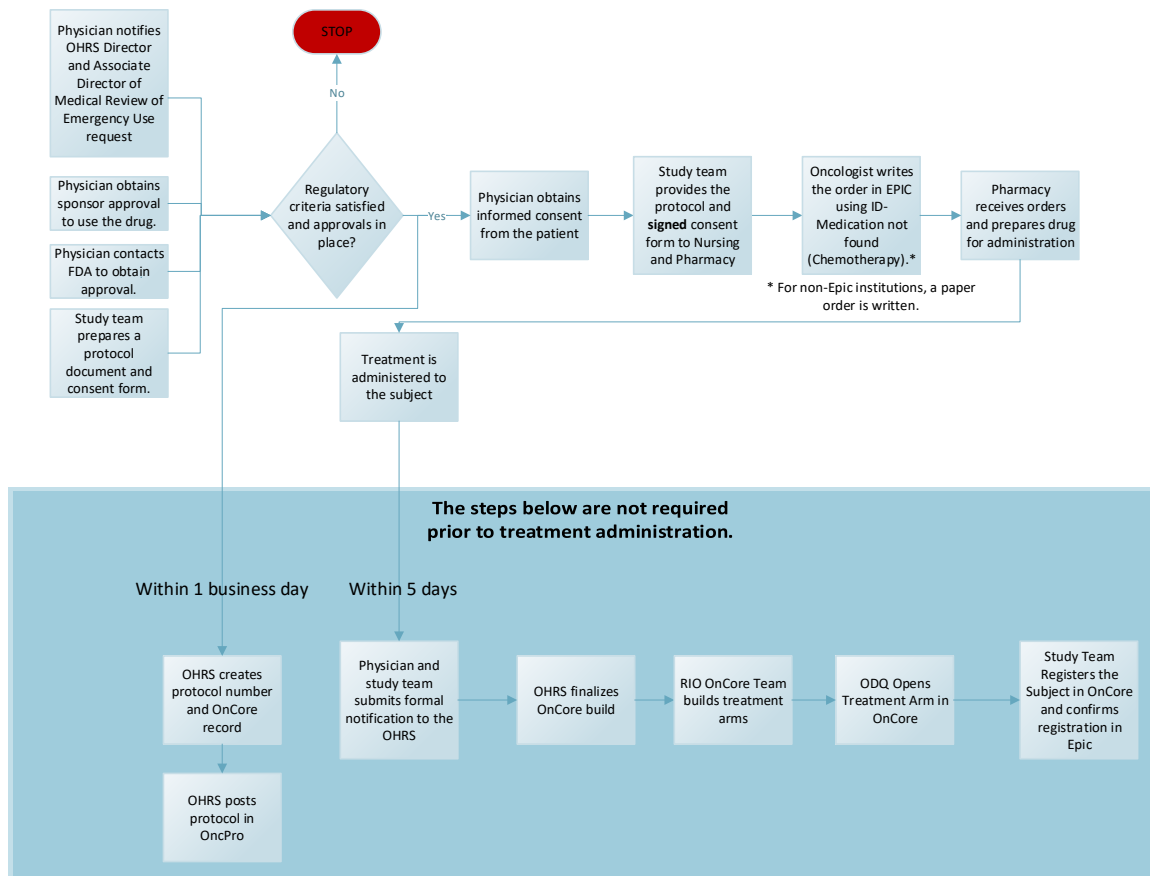 Physician notifies
OHRS Director
and Associate
Director of
Medical Review of
Emergency Use
request
Physician obtains
sponsor approval
to use the drug.
Physician contacts
FDA to obtain
approval.
Study team
prepares a
protocol
document and
consent form.
STOP
No
Regulatory
criteria satisfied
and approvals in
place?
Yes
Physician obtains
informed consent
from the patient
Study team
provides the
protocol and
signed consent
form to Nursing
and Pharmacy
Oncologist writes
the order in EPIC
using ID-
Medication not
found
(Chemotherapy).*
* For non-Epic institutions, a paper
order is written.
Pharmacy
receives orders
and prepares drug
for administration
Treatment is
administered to
the subject
The steps below are not required
prior to treatment administration.
Within 1 business day
Within 5 days
OHRS creates
protocol number
and OnCore
record
OHRS posts
protocol in
OncPro
Physician and
study team
submits formal
notification to the
OHRS
OHRS finalizes
OnCore build
RIO OnCore Team
builds treatment
arms
ODQ Opens
Treatment Arm in
OnCore
Study Team
Registers the
Subject in OnCore
and confirms
registration in
Epic